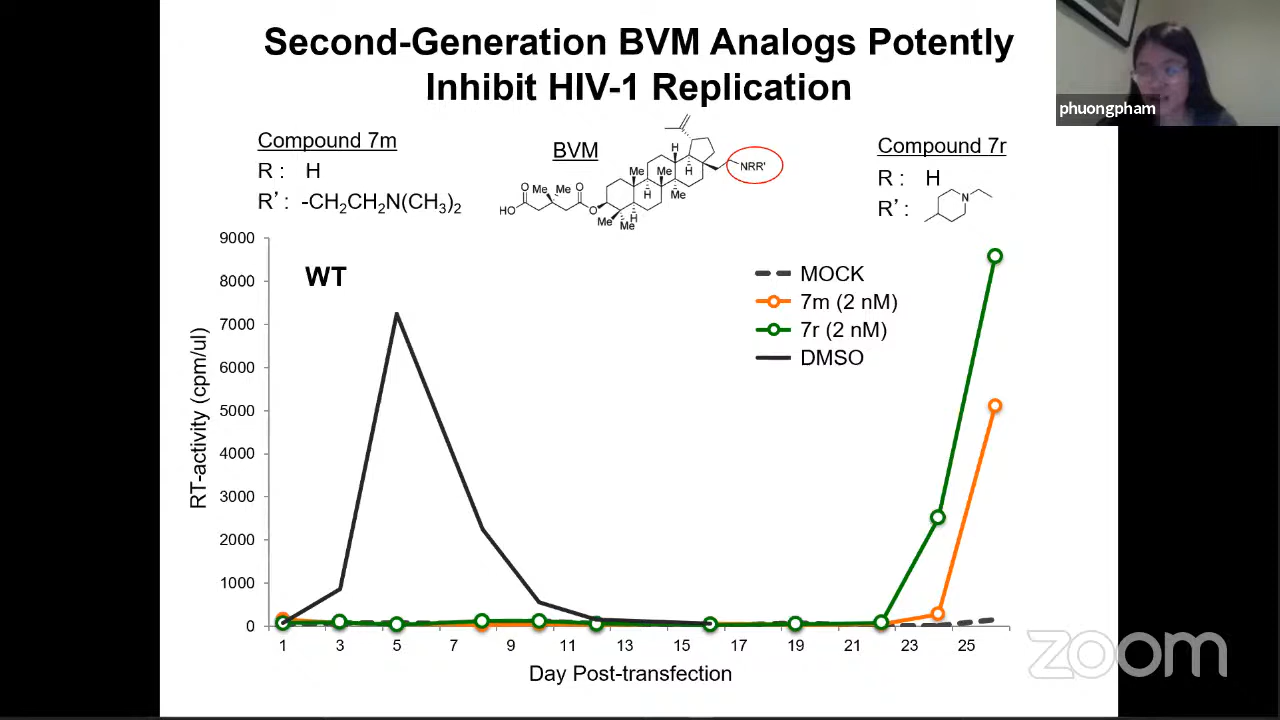 Second-Generation BVM Analogs Potently
Inhibit HIV-1 Replication
phuongpham
Compound 7m
R : H
R' : -CH₂CH₂N(CH₃)₂
BVM
H
Me
Me
H
NRR'
O
Me
Me
O
H
H
Me
HO
O
H
Me
Me
Compound 7r
R : H
R' :
N
WT
MOCK
7m (2 nM)
7r (2 nM)
DMSO
RT-activity (cpm/ul)
9000
8000
7000
6000
5000
4000
3000
2000
1000
0
1 3 5 7 9 11 13 15 17 19 21 23 25
Day Post-transfection
zoom